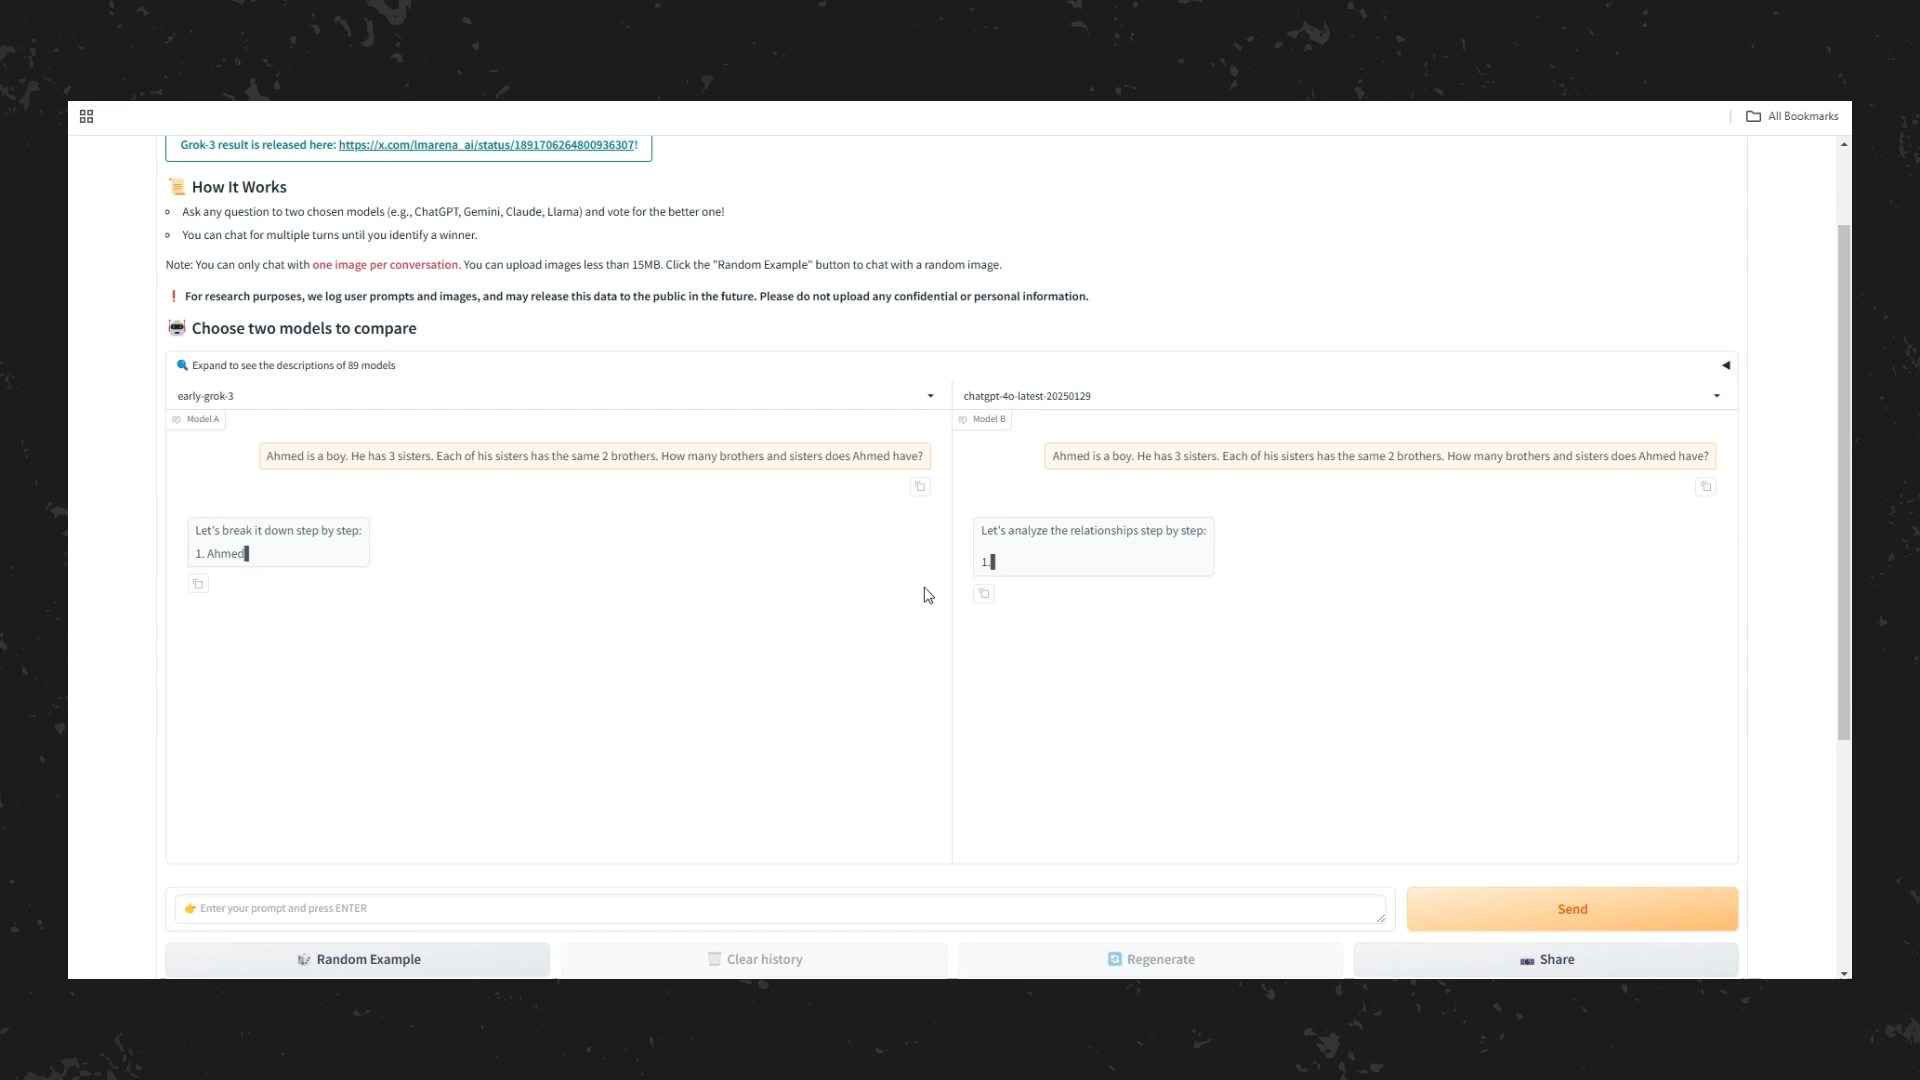 All Bookmarks
Grok-3 result is released here: https://x.com/lmarena_ai/status/1891706264800936307!
How It Works
Ask any question to two chosen models (e.g., ChatGPT, Gemini, Claude, Llama) and vote for the better one!
You can chat for multiple turns until you identify a winner.
Note: You can only chat with one image per conversation. You can upload images less than 15MB. Click the "Random Example" button to chat with a random image.
For research purposes, we log user prompts and images, and may release this data to the public in the future. Please do not upload any confidential or personal information.
Choose two models to compare
Expand to see the descriptions of 89 models
early-grok-3
chatgpt-4o-latest-20250129
Model A
Model B
Ahmed is a boy. He has 3 sisters. Each of his sisters has the same 2 brothers. How many brothers and sisters does Ahmed have?
Ahmed is a boy. He has 3 sisters. Each of his sisters has the same 2 brothers. How many brothers and sisters does Ahmed have?
Let's break it down step by step:
1. Ahmed
Let's analyze the relationships step by step:
1.
Enter your prompt and press ENTER
Send
Random Example
Clear history
Regenerate
Share